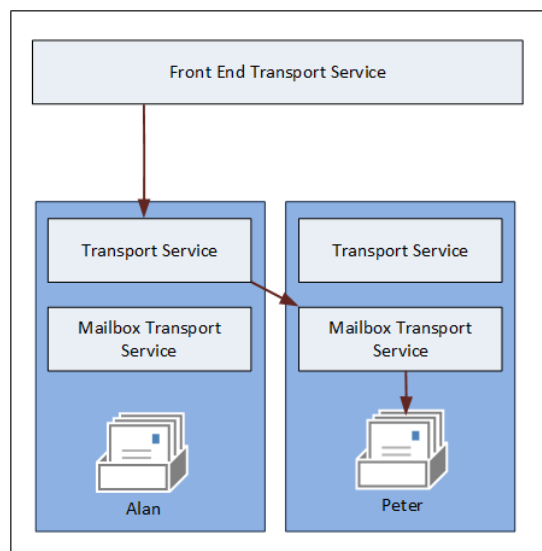 Front End Transport Service
Transport Service
Mailbox Transport
Service
Alan
Transport Service
Mailbox Transport
Service
Peter